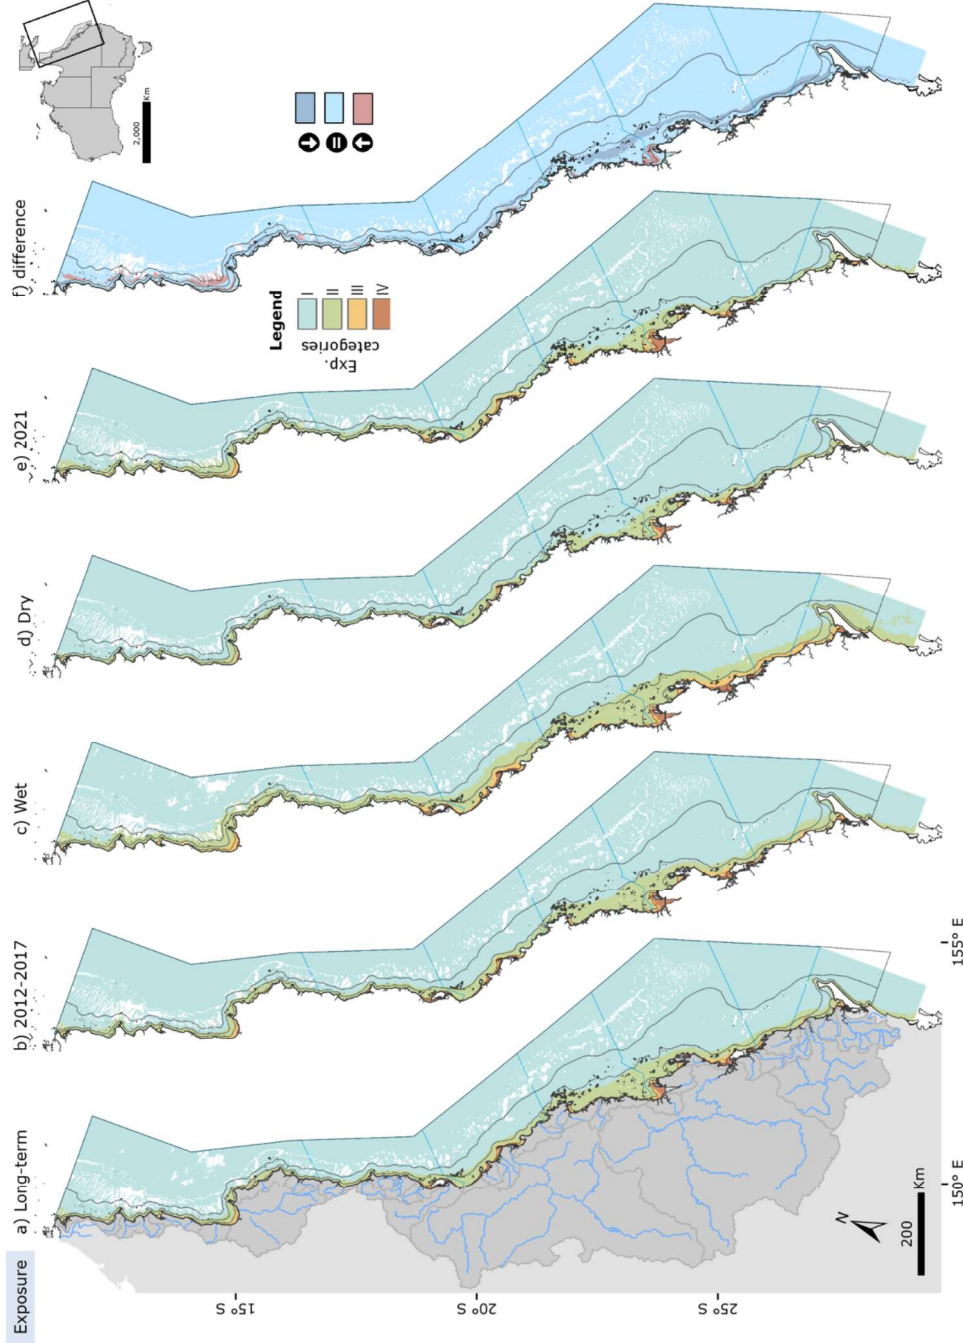 Exposure
a) Long-term
b) 2012-2017
c) Wet
d) Dry
e) 2021
f) difference
2,000
Km
Legend
Exp.
categories
I
II
III
IV
=
15° S
20° S
25° S
150° E
155° E
N
200
Km